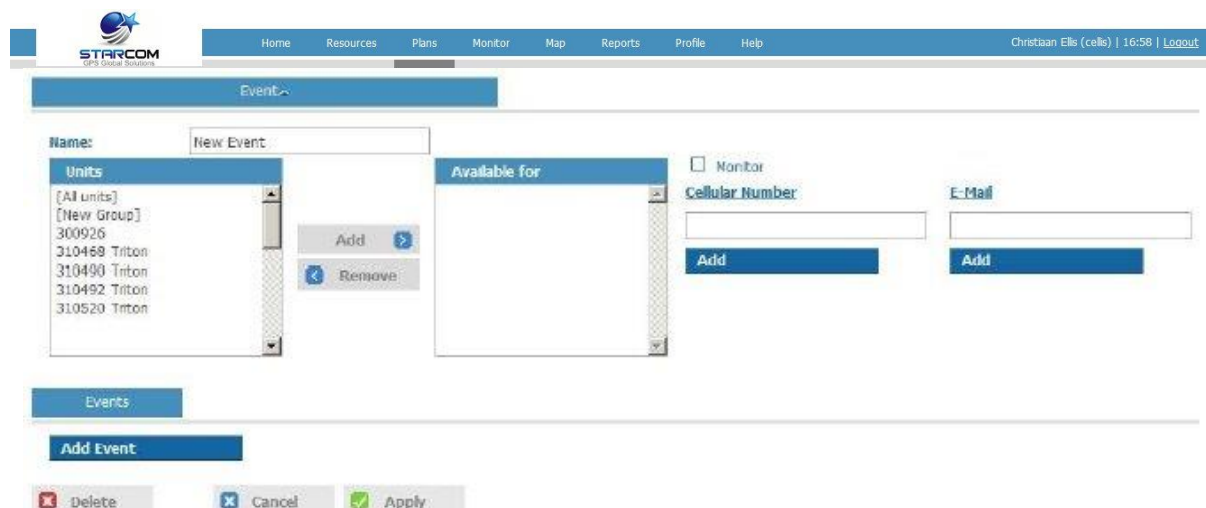 STARCOM
GPS Global Solutions
Home Resources Plans Monitor Map Reports Profile Help
Christiaan Ellis (cellis) | 16:58 | Logout
Event
Name: New Event
Units
[All units]
[New Group]
300926
310468 Triton
310490 Triton
310492 Triton
310520 Triton
Add
Remove
Available for
Monitor
Cellular Number E-Mail
Add Add
Events
Add Event
Delete Cancel Apply